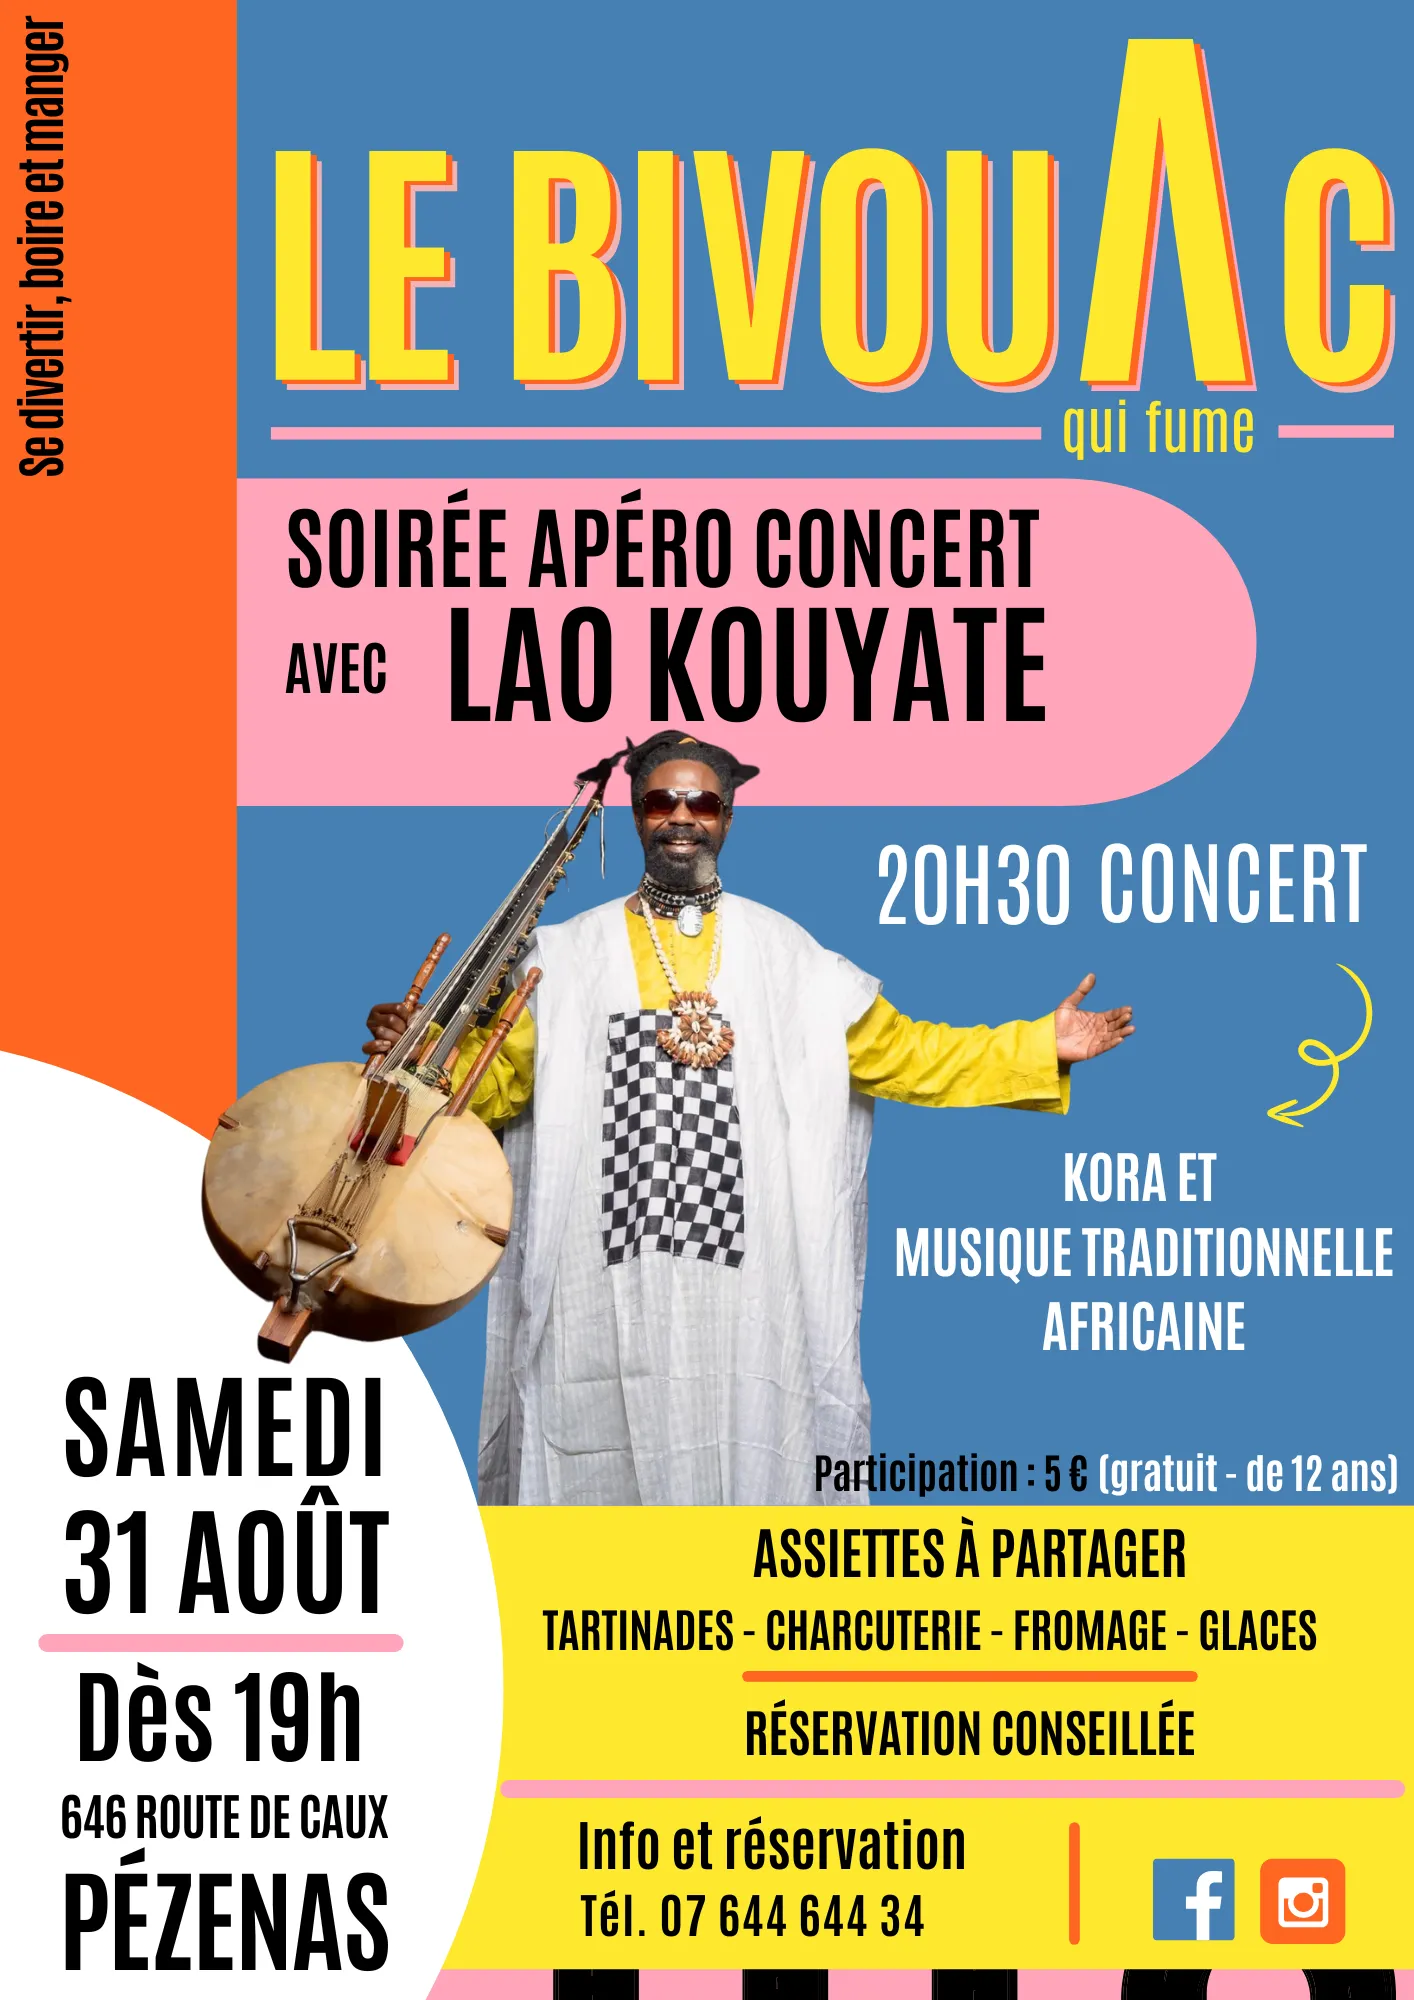 Se divertir, boire et manger
LE BIVOUAC
qui fume
SOIRÉE APÉRO CONCERT
AVEC LAO KOUYATE
20H30 CONCERT
KORA ET
MUSIQUE TRADITIONNELLE
AFRICAINE
Participation : 5 € (gratuit - de 12 ans)
SAMEDI
31 AOÛT
Dès 19h
646 ROUTE DE CAUX
PÉZENAS
ASSIETTES À PARTAGER
TARTINADES - CHARCUTERIE - FROMAGE - GLACES
RÉSERVATION CONSEILLÉE
Info et réservation
Tél. 07 644 644 34